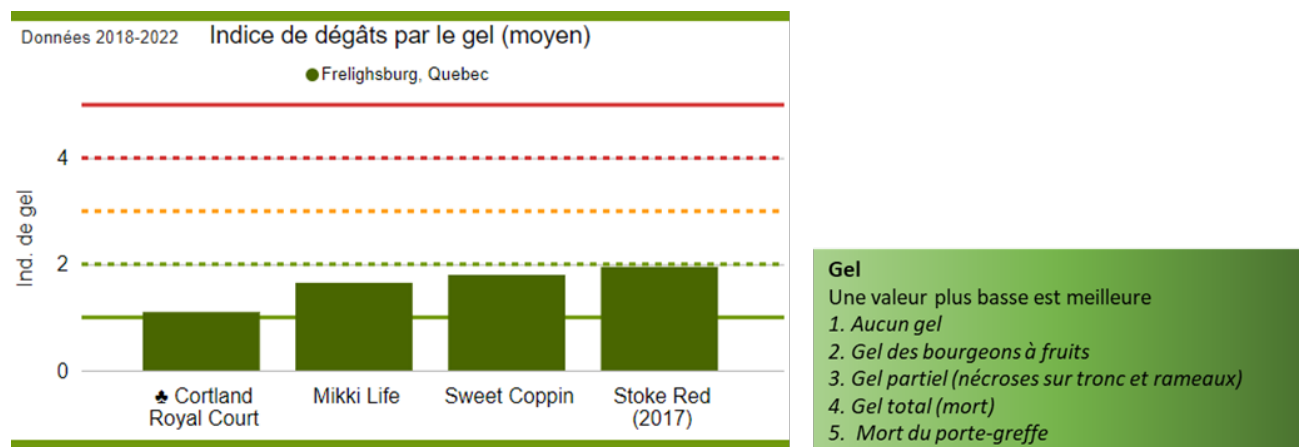 Données 2018-2022
Indice de dégâts par le gel (moyen)
Frelighsburg, Quebec
Ind. de gel
4
2
0
♣ Cortland
Royal Court
Mikki Life
Sweet Coppin
Stoke Red
(2017)
Gel
Une valeur plus basse est meilleure
1. Aucun gel
2. Gel des bourgeons à fruits
3. Gel partiel (nécroses sur tronc et rameaux)
4. Gel total (mort)
5. Mort du porte-greffe